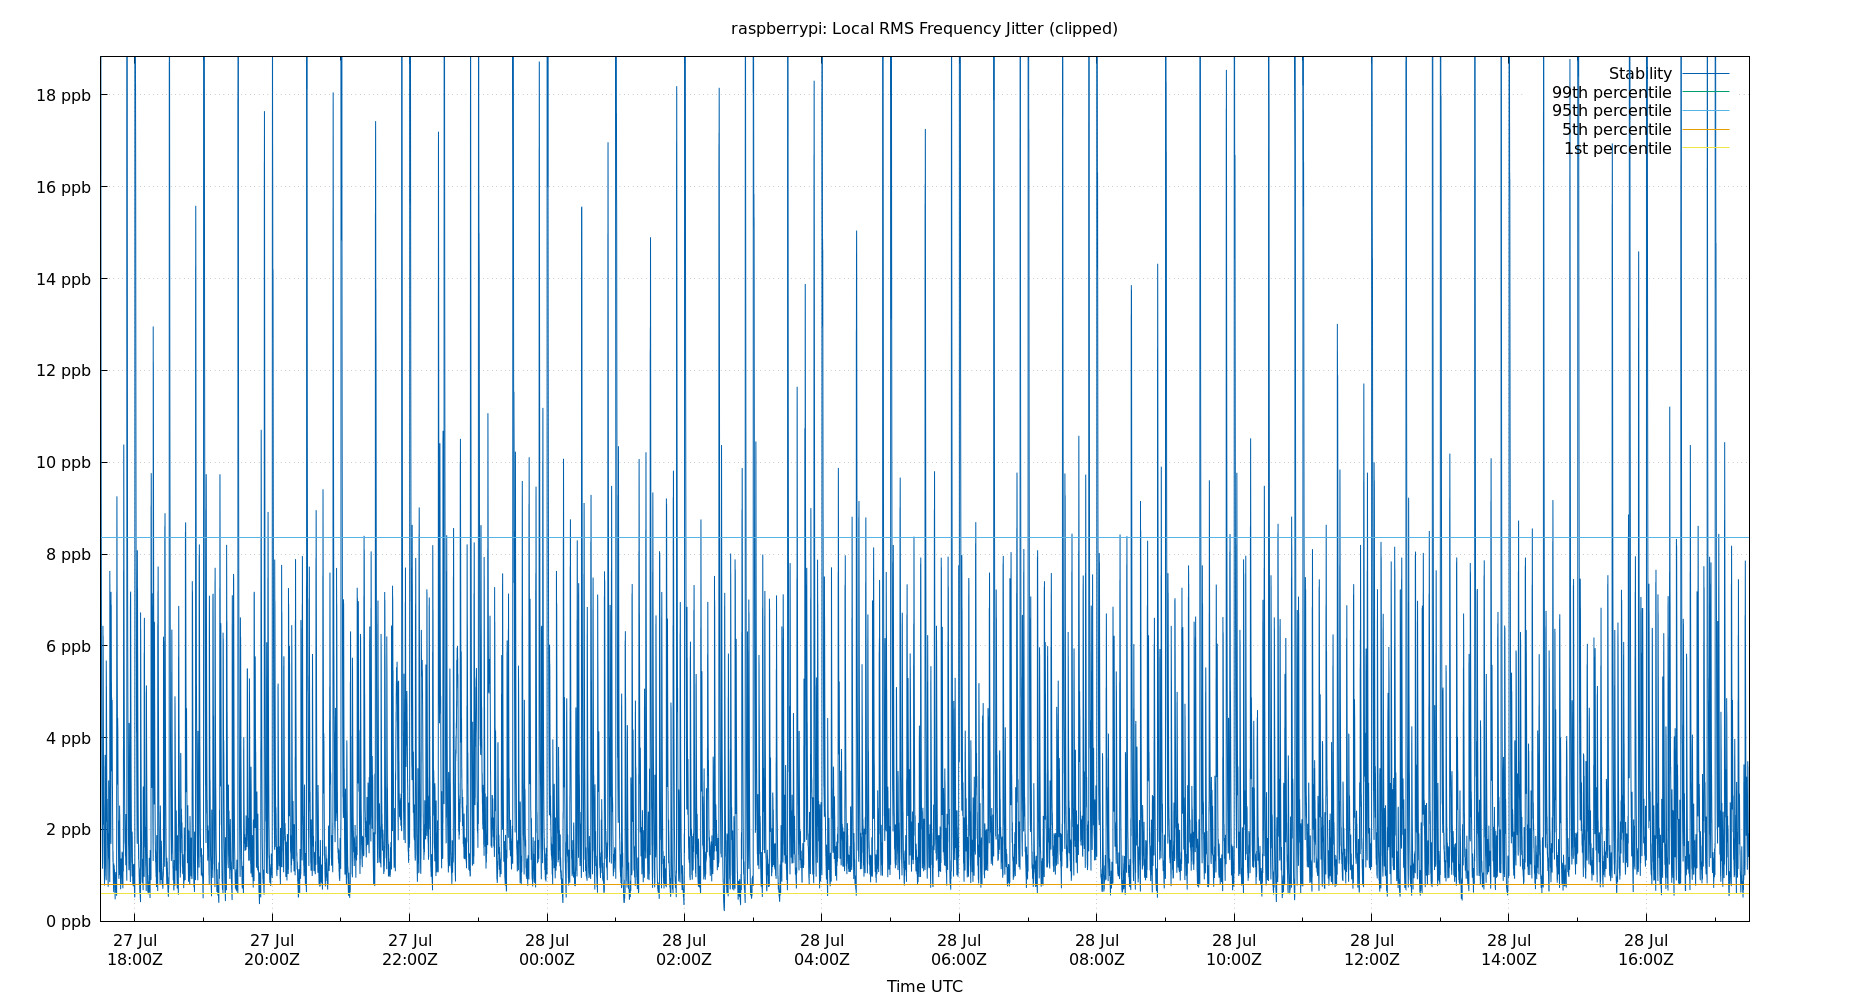 raspberrypi: Local RMS Frequency Jitter (clipped)
Stability
99th percentile
95th percentile
5th percentile
1st percentile
18 ppb
16 ppb
14 ppb
12 ppb
10 ppb
8 ppb
6 ppb
4 ppb
2 ppb
0 ppb
27 Jul 27 Jul 27 Jul 28 Jul 28 Jul 28 Jul 28 Jul 28 Jul 28 Jul 28 Jul 28 Jul 28 Jul
18:00Z 20:00Z 22:00Z 00:00Z 02:00Z 04:00Z 06:00Z 08:00Z 10:00Z 12:00Z 14:00Z 16:00Z
Time UTC